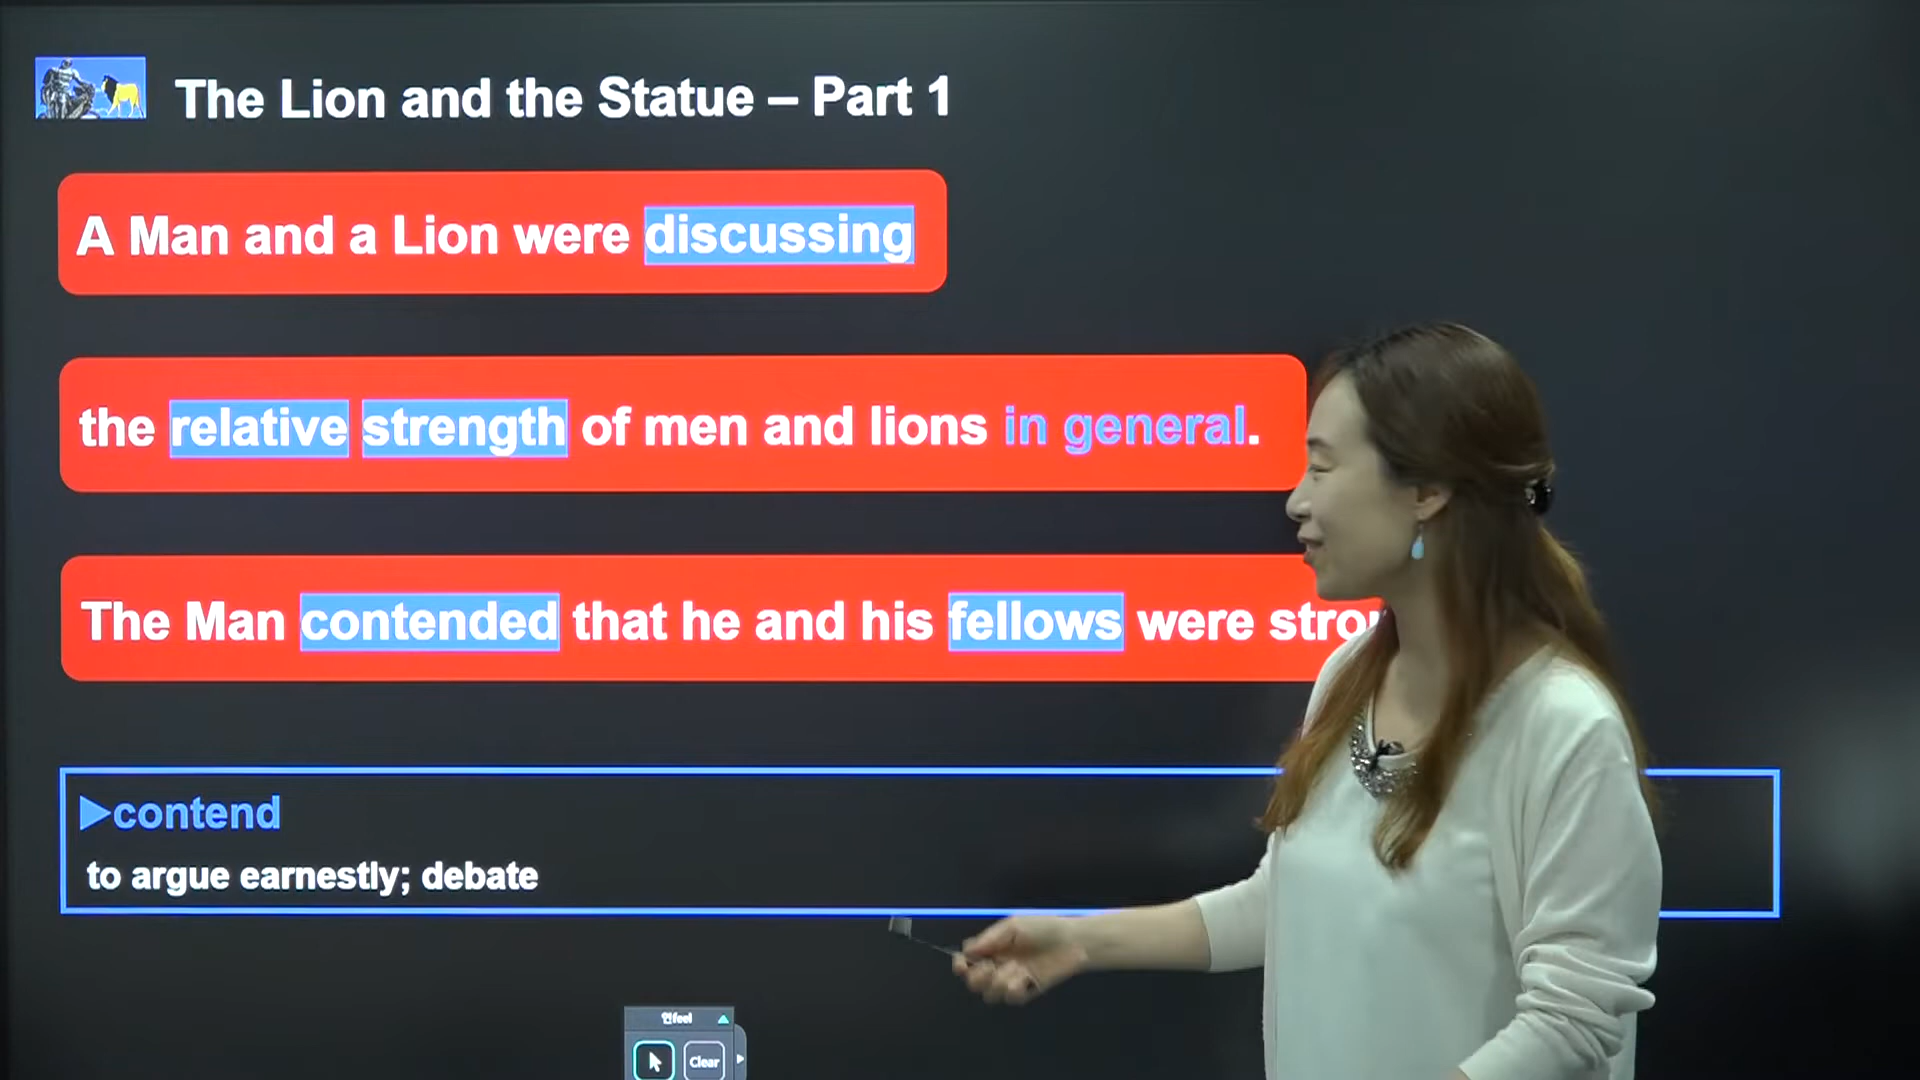 The Lion and the Statue – Part 1
A Man and a Lion were discussing
the relative strength of men and lions in general.
The Man contended that he and his fellows were
▶contend
to argue earnestly; debate
Clear